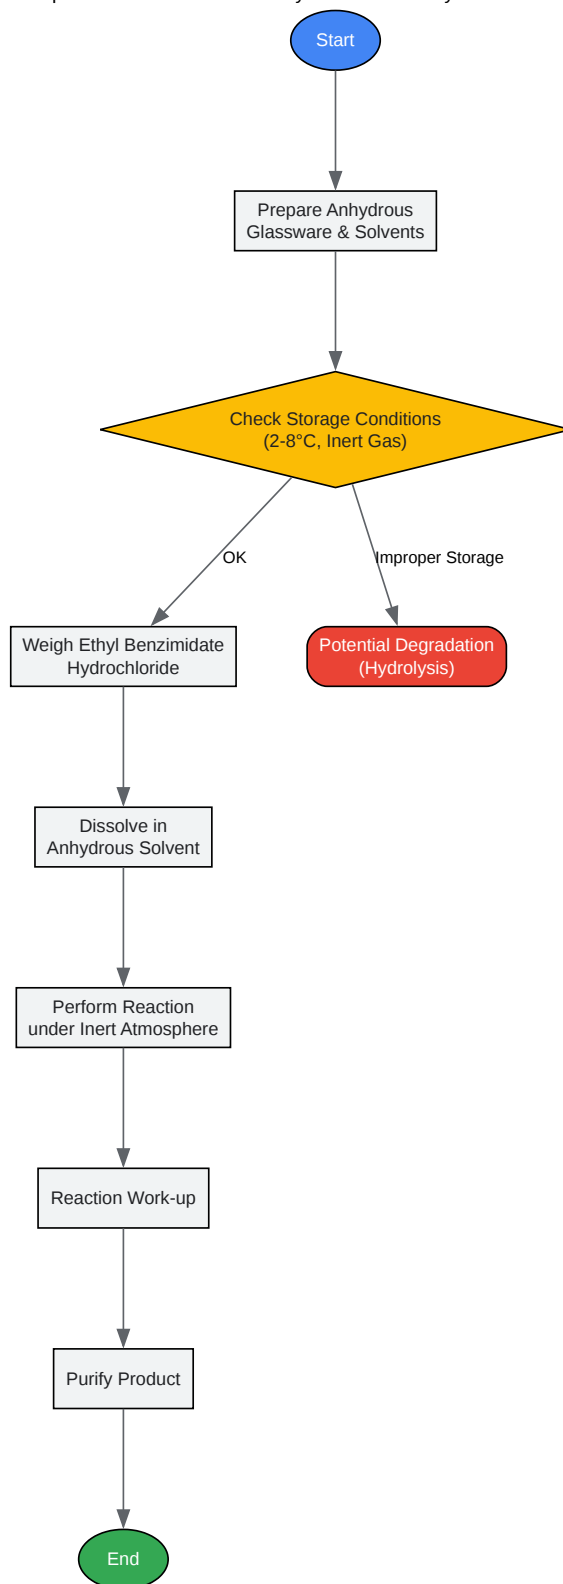 Start
Prepare Anhydrous
Glassware & Solvents
Check Storage Conditions
(2-8°C, Inert Gas)
OK
Improper Storage
Weigh Ethyl Benzimidate
Hydrochloride
Potential Degradation
(Hydrolysis)
Dissolve in
Anhydrous Solvent
Perform Reaction
under Inert Atmosphere
Reaction Work-up
Purify Product
End